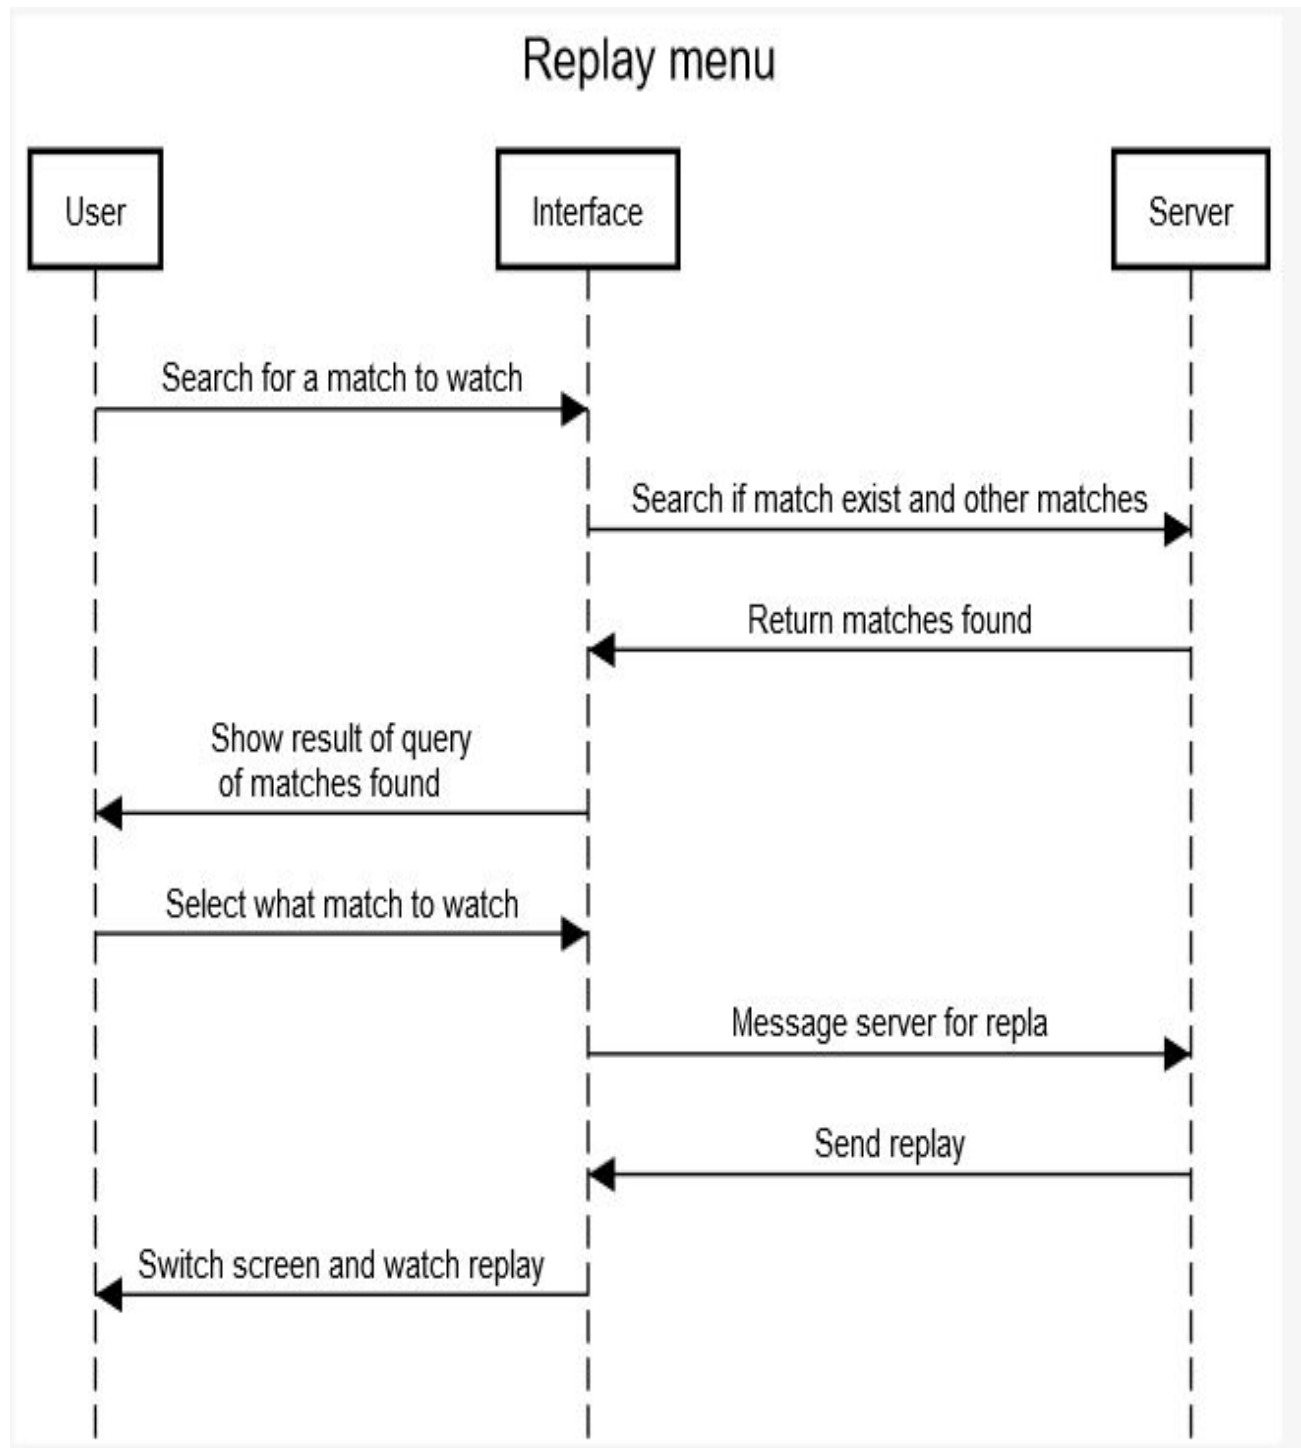 Replay menu
User
Interface
Server
Search for a match to watch
Search if match exist and other matches
Return matches found
Show result of query
of matches found
Select what match to watch
Message server for repla
Send replay
Switch screen and watch replay